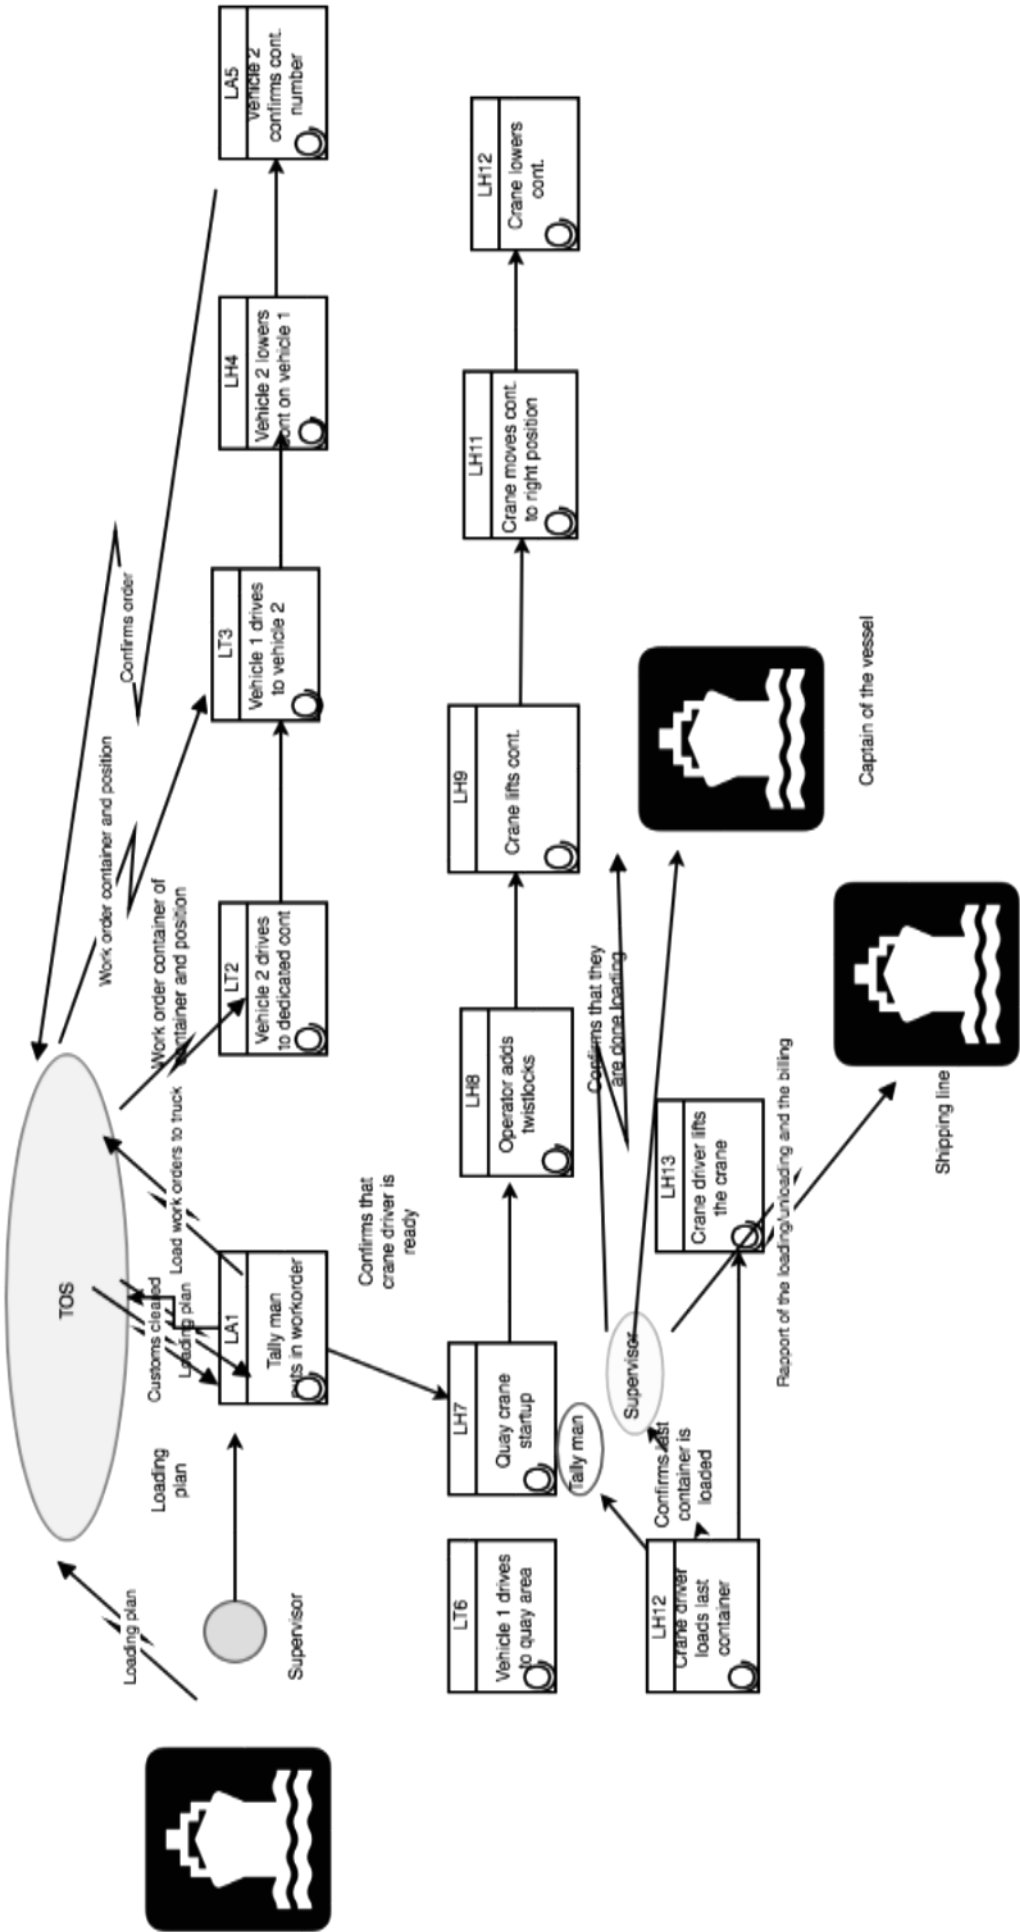 TOS
Loading plan
Supervisor
Loading
plan
Customs cleared
Loading plan
Load work orders to truck
Work order container of
container and position
Work order container and position
Confirms order
LA1
Tally man
puts in workorder
LT2
Vehicle 2 drives
to dedicated cont
LT3
Vehicle 1 drives
to vehicle 2
LH4
Vehicle 2 lowers
cont on vehicle 1
LA5
Vehicle 2
confirms cont.
number
Confirms that
crane driver is
ready
LT6
Vehicle 1 drives
to quay area
LH7
Quay crane
startup
LH8
Operator adds
twistlocks
LH9
Crane lifts cont.
LH11
Crane moves cont.
to right position
LH12
Crane lowers
cont.
Tally man
Supervisor
Confirms that they
are done loading
Confirms last
container is
loaded
LH12
Crane driver
loads last
container
LH13
Crane driver lifts
the crane
Rapport of the loading/unloading and the billing
Shipping line
Captain of the vessel